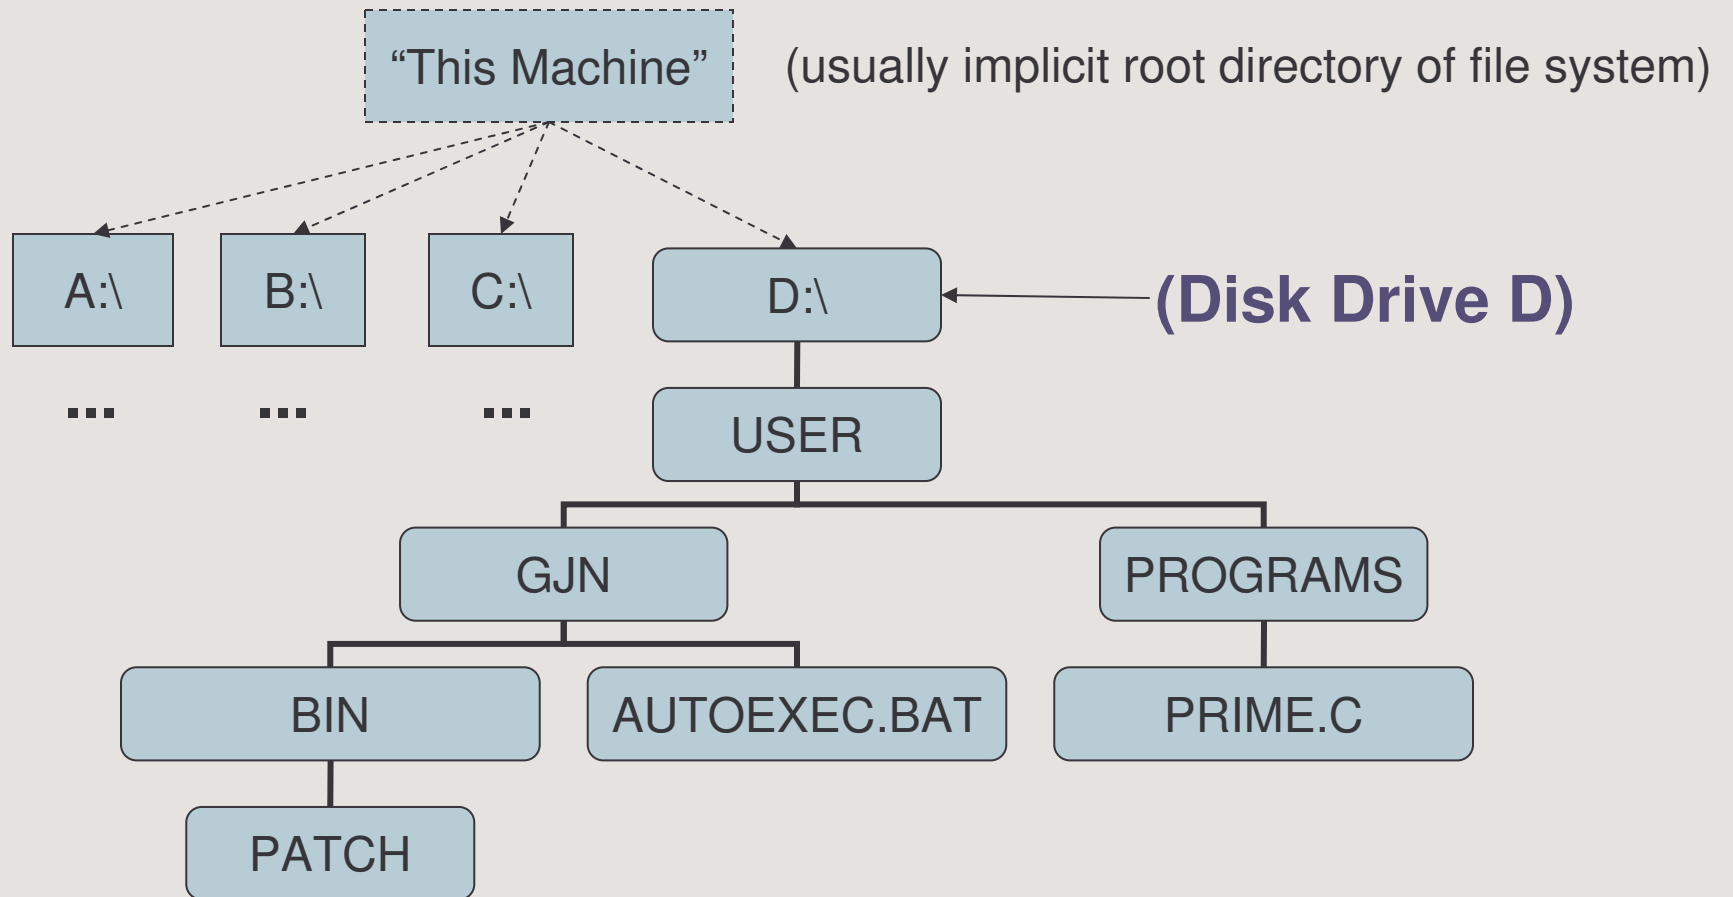 “This Machine” (usually implicit root directory of file system)
A:\ B:\ C:\ D:\ (Disk Drive D)
... ... ...
USER
GJN PROGRAMS
BIN AUTOEXEC.BAT PRIME.C
PATCH